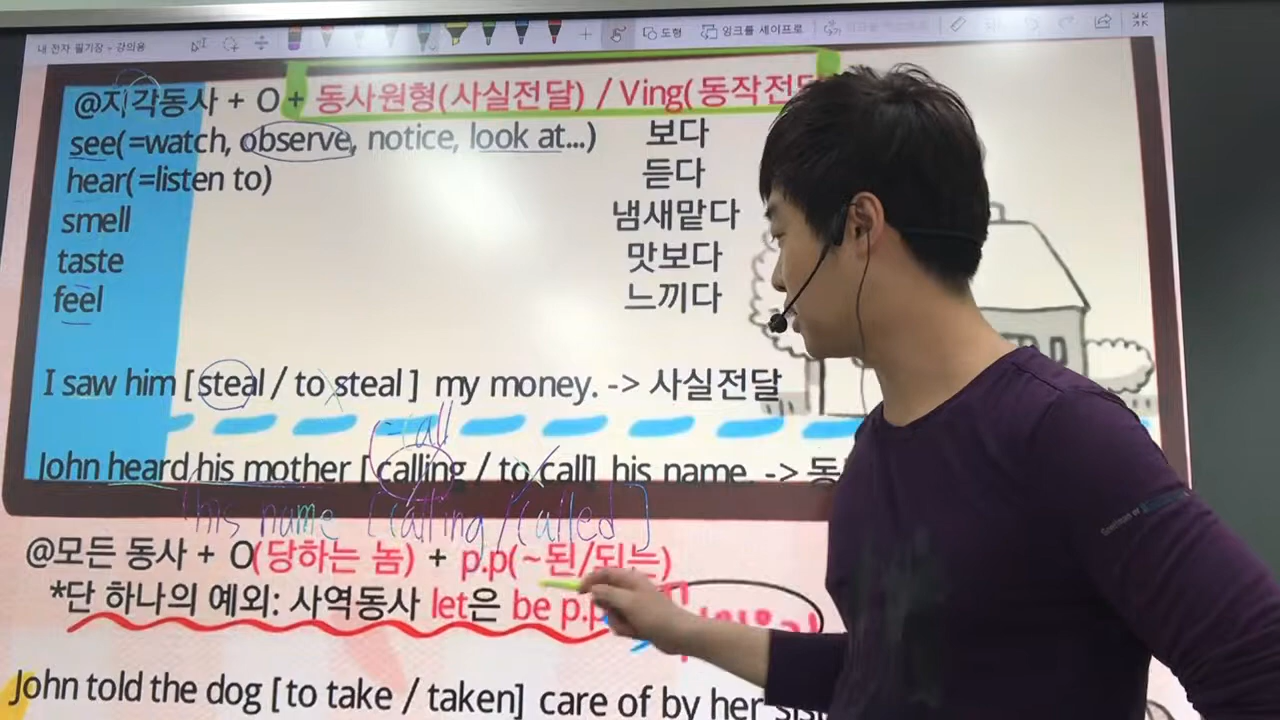 내 전자 필기장 - 강의용 도형 잉크를 셰이프로
@지각동사 + O + 동사원형(사실전달) / Ving(동작전달
see(=watch, observe, notice, look at...) 보다
hear(=listen to) 듣다
smell 냄새맡다
taste 맛보다
feel 느끼다
I saw him [steal / to steal] my money. -> 사실전달
call
John heard his mother [calling / to call] his name. -> 동
his name [calling / called]
@모든 동사 + O(당하는 놈) + p.p(~된/되는)
*단 하나의 예외: 사역동사 let은 be p.p
John told the dog [to take / taken] care of by her sis